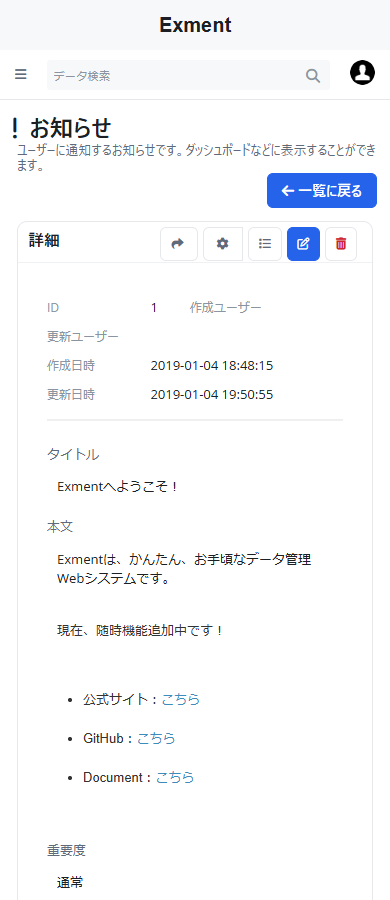 Exment
データ検索
! お知らせ
ユーザーに通知するお知らせです。ダッシュボードなどに表示することができ
ます。
一覧に戻る
詳細
ID 1 作成ユーザー
更新ユーザー
作成日時 2019-01-04 18:48:15
更新日時 2019-01-04 19:50:55
タイトル
Exmentへようこそ！
本文
Exmentは、かんたん、お手頃なデータ管理
Webシステムです。
現在、随時機能追加中です！
• 公式サイト：こちら
• GitHub：こちら
• Document：こちら
重要度
通常